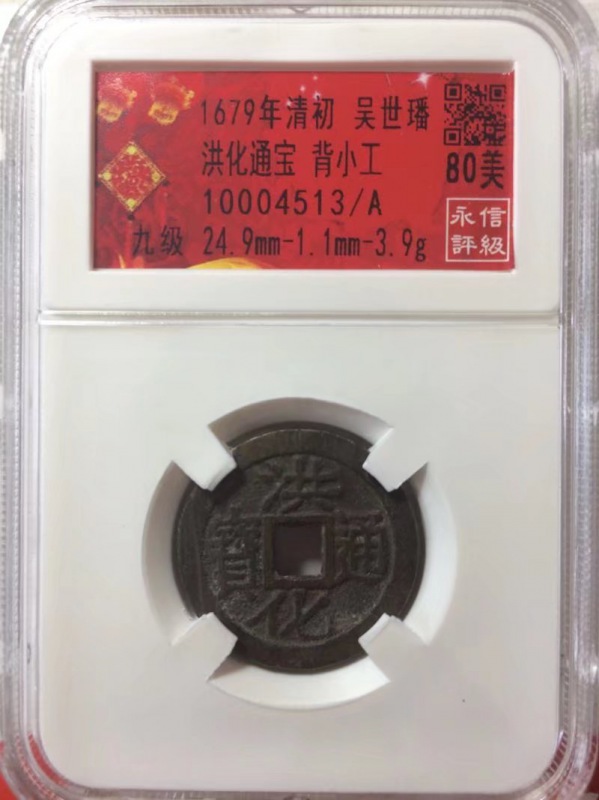 1679年清初 吴世璠
洪化通宝 背小工
80美
10004513/A
九级 24.9mm-1.1mm-3.9g
永信
評級
洪化通寶